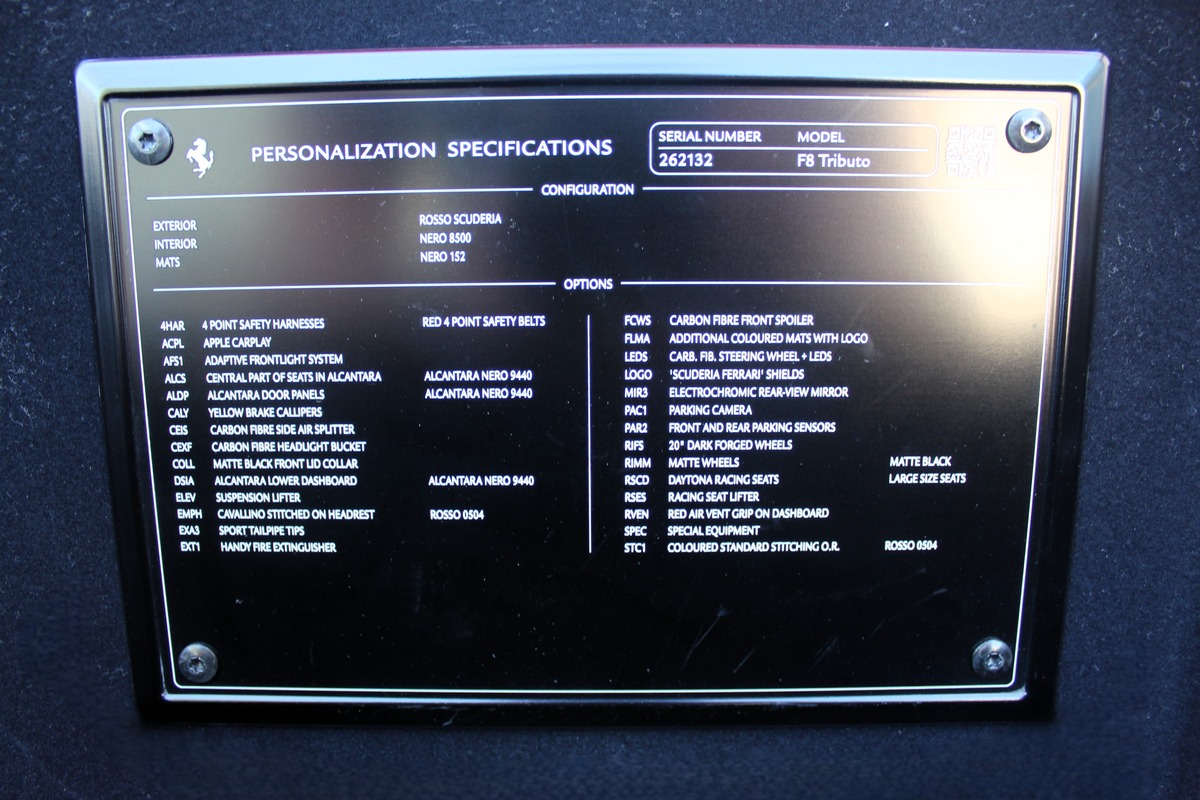 PERSONALIZATION SPECIFICATIONS
SERIAL NUMBER MODEL
262132 F8 Tributo
CONFIGURATION
EXTERIOR ROSSO SCUDERIA
INTERIOR NERO 8500
MATS NERO 152
OPTIONS
4HAR 4 POINT SAFETY HARNESSES RED 4 POINT SAFETY BELTS
ACPL APPLE CARPLAY
AFS1 ADAPTIVE FRONTLIGHT SYSTEM
ALCS CENTRAL PART OF SEATS IN ALCANTARA ALCANTARA NERO 9440
ALDP ALCANTARA DOOR PANELS ALCANTARA NERO 9440
CALY YELLOW BRAKE CALLIPERS
CEIS CARBON FIBRE SIDE AIR SPLITTER
CEXF CARBON FIBRE HEADLIGHT BUCKET
COLL MATTE BLACK FRONT LID COLLAR
DSIA ALCANTARA LOWER DASHBOARD ALCANTARA NERO 9440
ELEV SUSPENSION LIFTER
EMPH CAVALLINO STITCHED ON HEADREST ROSSO 0504
EXA3 SPORT TAILPIPE TIPS
EXT1 HANDY FIRE EXTINGUISHER
FCWS CARBON FIBRE FRONT SPOILER
FLMA ADDITIONAL COLOURED MATS WITH LOGO
LEDS CARB. FIB. STEERING WHEEL + LEDS
LOGO 'SCUDERIA FERRARI' SHIELDS
MIR3 ELECTROCHROMIC REAR-VIEW MIRROR
PAC1 PARKING CAMERA
PAR2 FRONT AND REAR PARKING SENSORS
RIFS 20" DARK FORGED WHEELS
RIMM MATTE WHEELS MATTE BLACK
RSCD DAYTONA RACING SEATS LARGE SIZE SEATS
RSES RACING SEAT LIFTER
RVEN RED AIR VENT GRIP ON DASHBOARD
SPEC SPECIAL EQUIPMENT
STC1 COLOURED STANDARD STITCHING O.R. ROSSO 0504